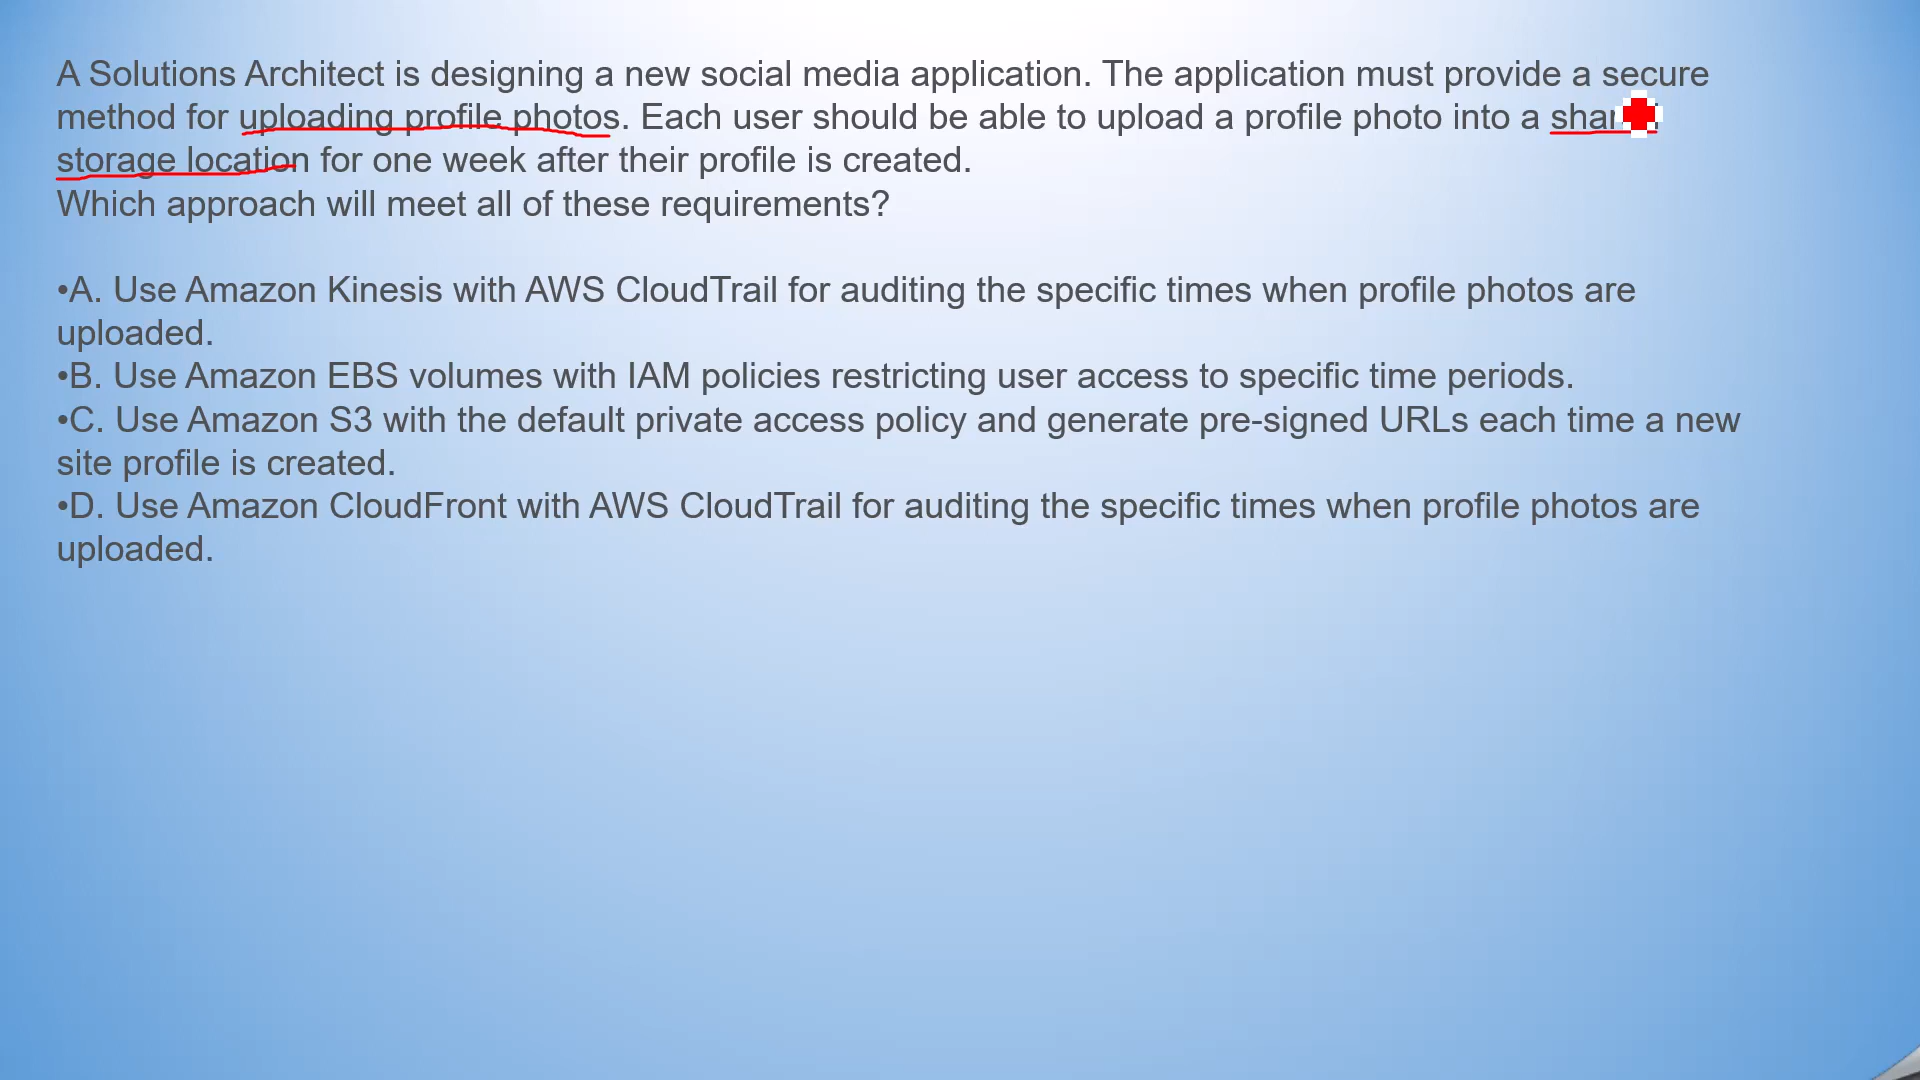 A Solutions Architect is designing a new social media application. The application must provide a secure
method for uploading profile photos. Each user should be able to upload a profile photo into a
storage location for one week after their profile is created.
Which approach will meet all of these requirements?
•A. Use Amazon Kinesis with AWS CloudTrail for auditing the specific times when profile photos are
uploaded.
•B. Use Amazon EBS volumes with IAM policies restricting user access to specific time periods.
•C. Use Amazon S3 with the default private access policy and generate pre-signed URLs each time a new
site profile is created.
•D. Use Amazon CloudFront with AWS CloudTrail for auditing the specific times when profile photos are
uploaded.